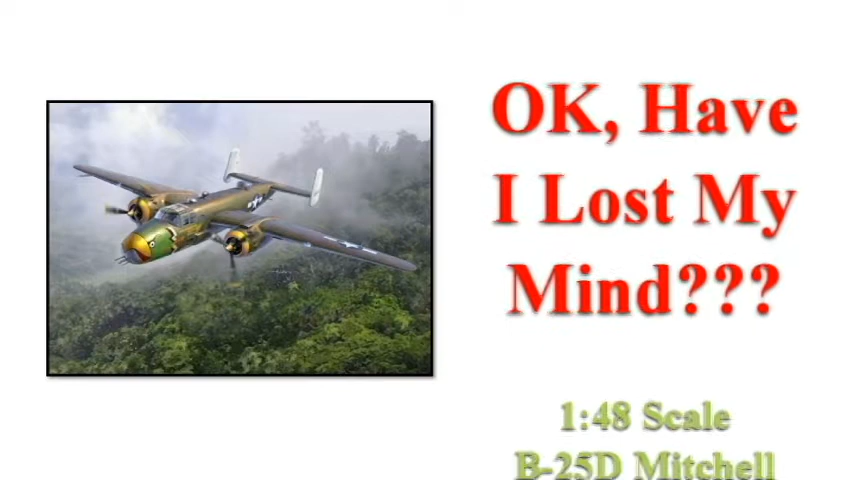 OK, Have
I Lost My
Mind???
1:48 Scale
B-25D Mitchell